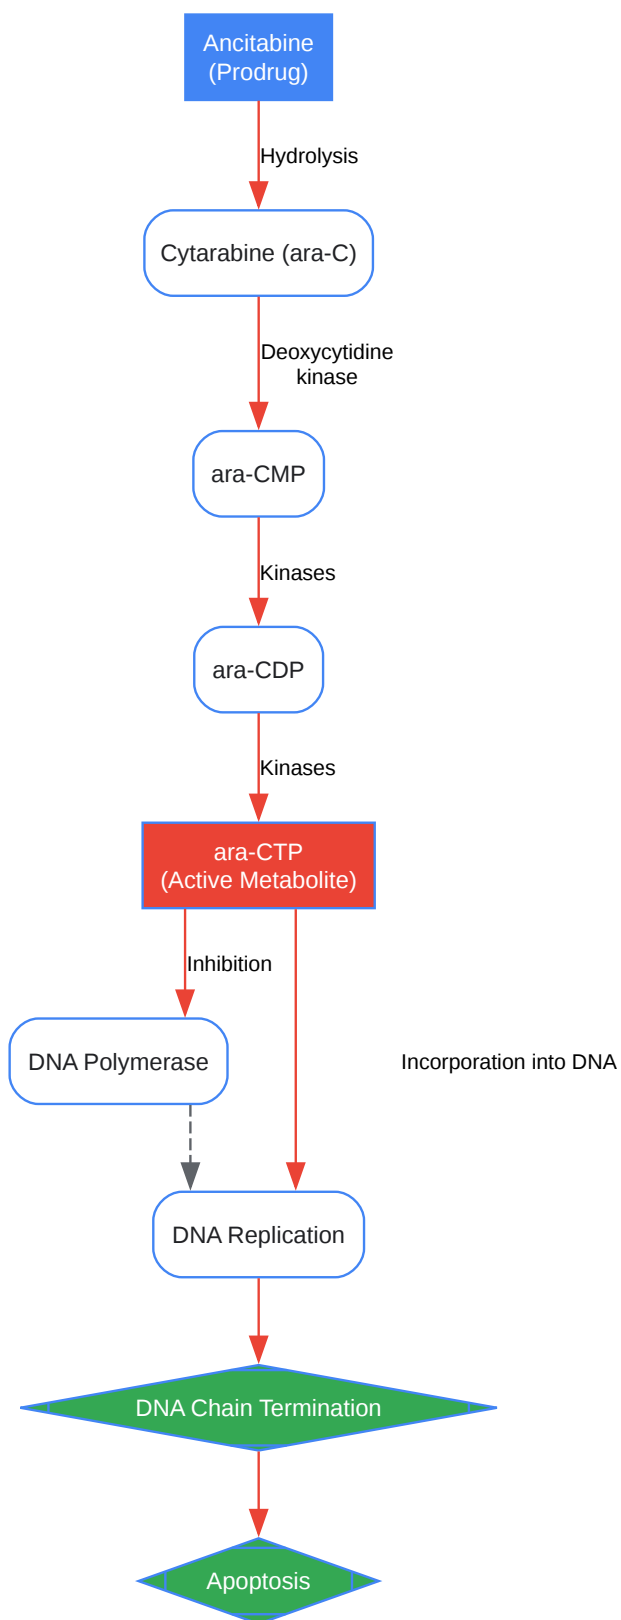 Ancitabine
(Prodrug)
Hydrolysis
Cytarabine (ara-C)
Deoxycytidine
kinase
ara-CMP
Kinases
ara-CDP
Kinases
ara-CTP
(Active Metabolite)
Inhibition
DNA Polymerase
Incorporation into DNA
DNA Replication
DNA Chain Termination
Apoptosis